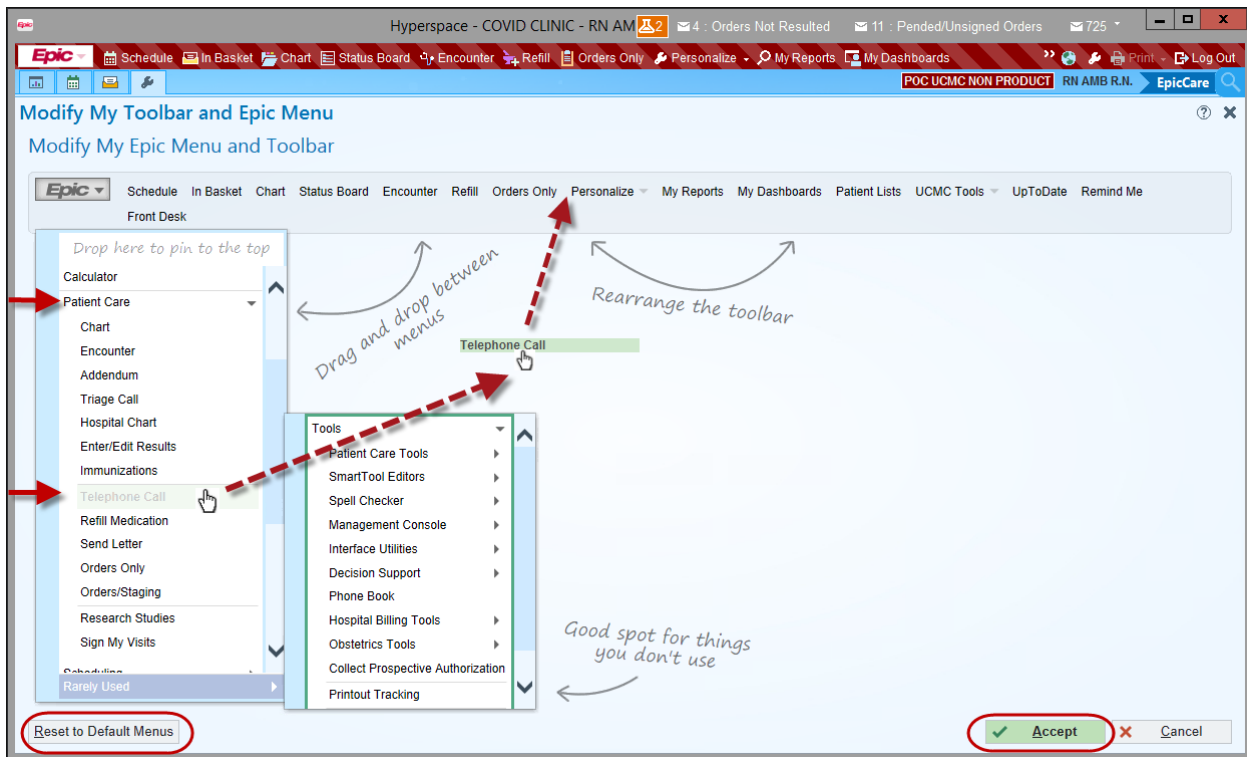 Epic
Hyperspace - COVID CLINIC - RN AM 2 4 : Orders Not Resulted 11 : Pended/Unsigned Orders 725
Epic Schedule In Basket Chart Status Board Encounter Refill Orders Only Personalize My Reports My Dashboards Print Log Out
POC UCMC NON PRODUCT RN AMB R.N. EpicCare
Modify My Toolbar and Epic Menu
Modify My Epic Menu and Toolbar
Epic Schedule In Basket Chart Status Board Encounter Refill Orders Only Personalize My Reports My Dashboards Patient Lists UCMC Tools UpToDate Remind Me
Front Desk
Drop here to pin to the top
Calculator
Patient Care
Chart
Encounter
Addendum
Triage Call
Hospital Chart
Enter/Edit Results
Immunizations
Telephone Call
Refill Medication
Send Letter
Orders Only
Orders/Staging
Research Studies
Sign My Visits
Scheduling
Rarely Used
Drag and drop between
menus
Rearrange the toolbar
Telephone Call
Tools
Patient Care Tools
SmartTool Editors
Spell Checker
Management Console
Interface Utilities
Decision Support
Phone Book
Hospital Billing Tools
Obstetrics Tools
Collect Prospective Authorization
Printout Tracking
Good spot for things
you don't use
Reset to Default Menus
Accept
Cancel